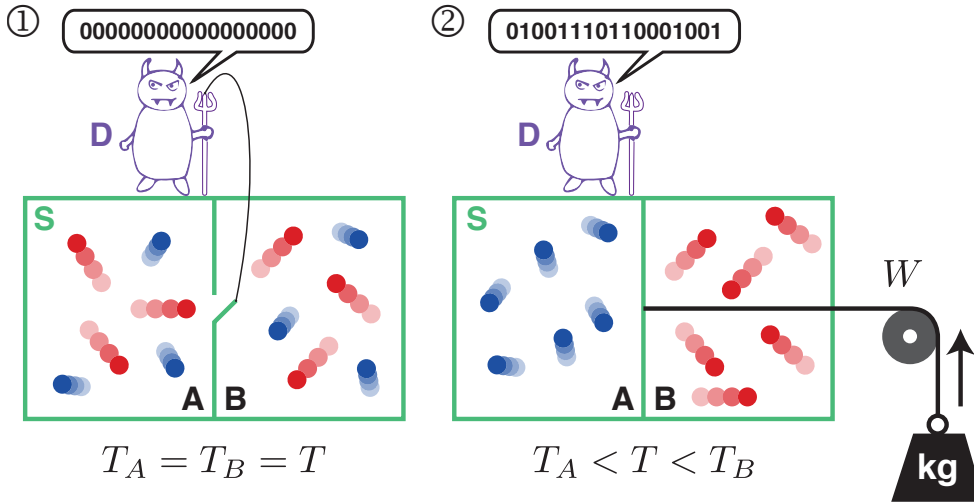 ①
00000000000000000
D
S
A
B
T_A = T_B = T
②
01001110110001001
D
S
A
B
W
kg
T_A < T < T_B